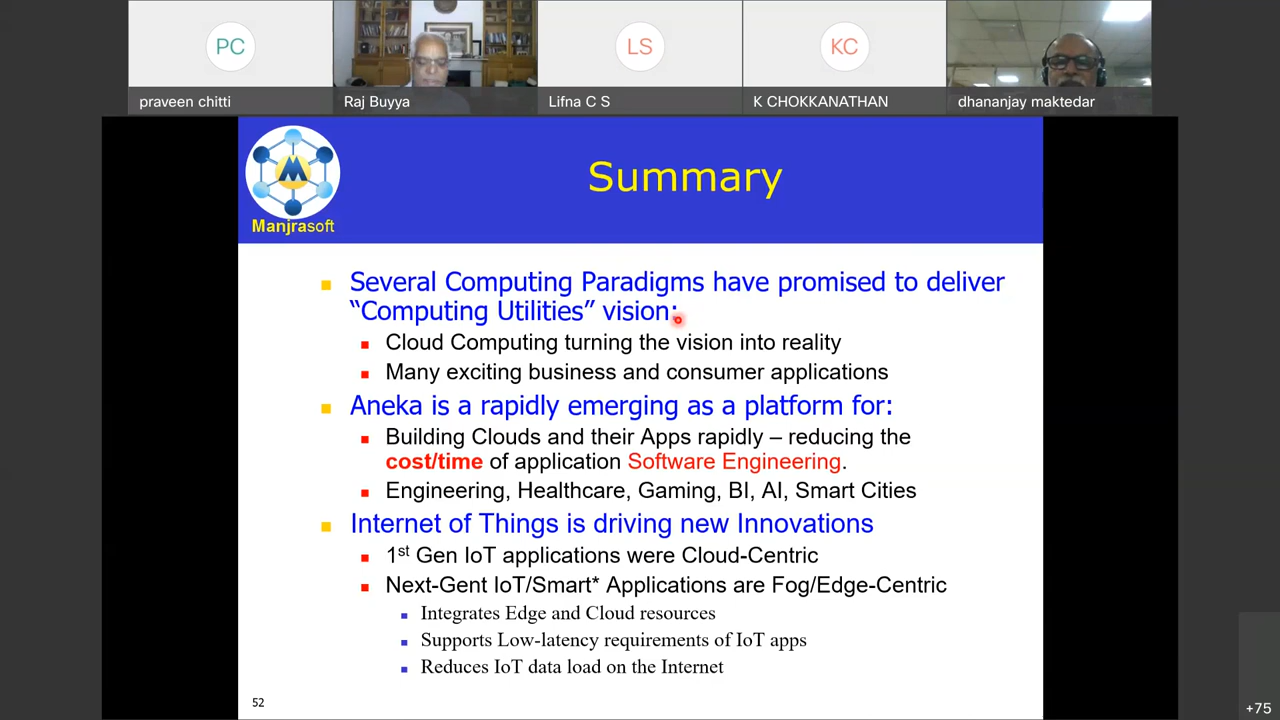 PC
LS
KC
praveen chitti
Raj Buyya
Lifna C S
K CHOKKANATHAN
dhananjay maktedar
M
Manjrasoft
Summary
Several Computing Paradigms have promised to deliver
“Computing Utilities” vision:
Cloud Computing turning the vision into reality
Many exciting business and consumer applications
Aneka is a rapidly emerging as a platform for:
Building Clouds and their Apps rapidly – reducing the
cost/time of application Software Engineering.
Engineering, Healthcare, Gaming, BI, AI, Smart Cities
Internet of Things is driving new Innovations
1st Gen IoT applications were Cloud-Centric
Next-Gent IoT/Smart* Applications are Fog/Edge-Centric
Integrates Edge and Cloud resources
Supports Low-latency requirements of IoT apps
Reduces IoT data load on the Internet
52
+75